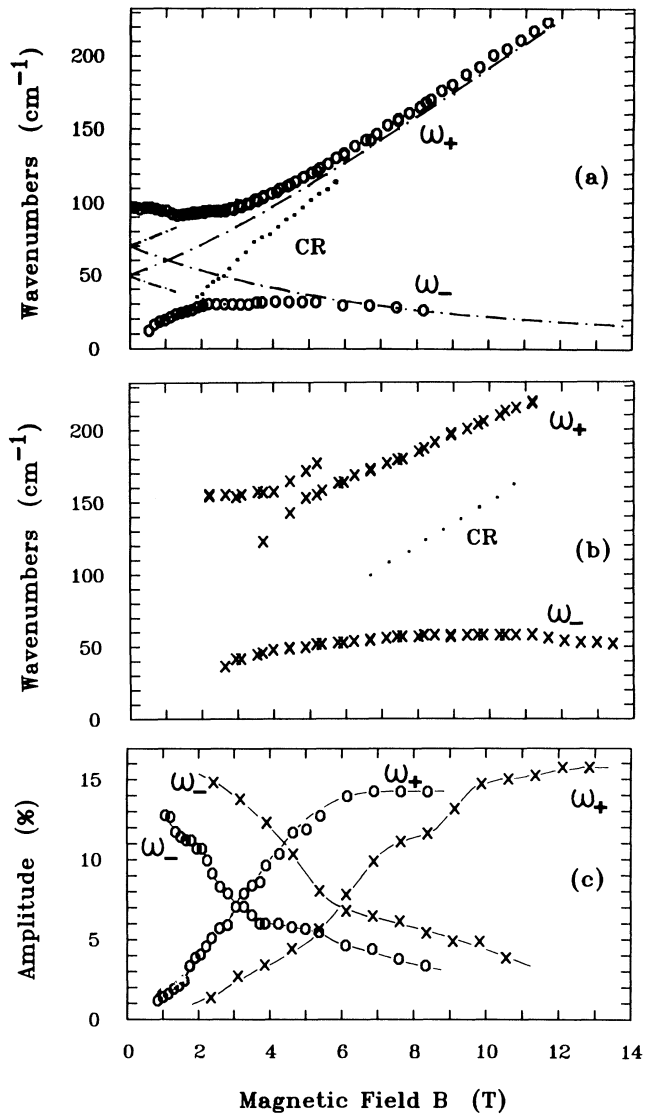 Wavenumbers (cm⁻¹)
200
150
100
50
0
ω₊
(a)
CR
ω₋
Wavenumbers (cm⁻¹)
200
150
100
50
0
ω₊
CR
(b)
ω₋
Amplitude (%)
15
10
5
0
ω₋
ω₊
ω₋
ω₊
(c)
0 2 4 6 8 10 12 14
Magnetic Field B (T)